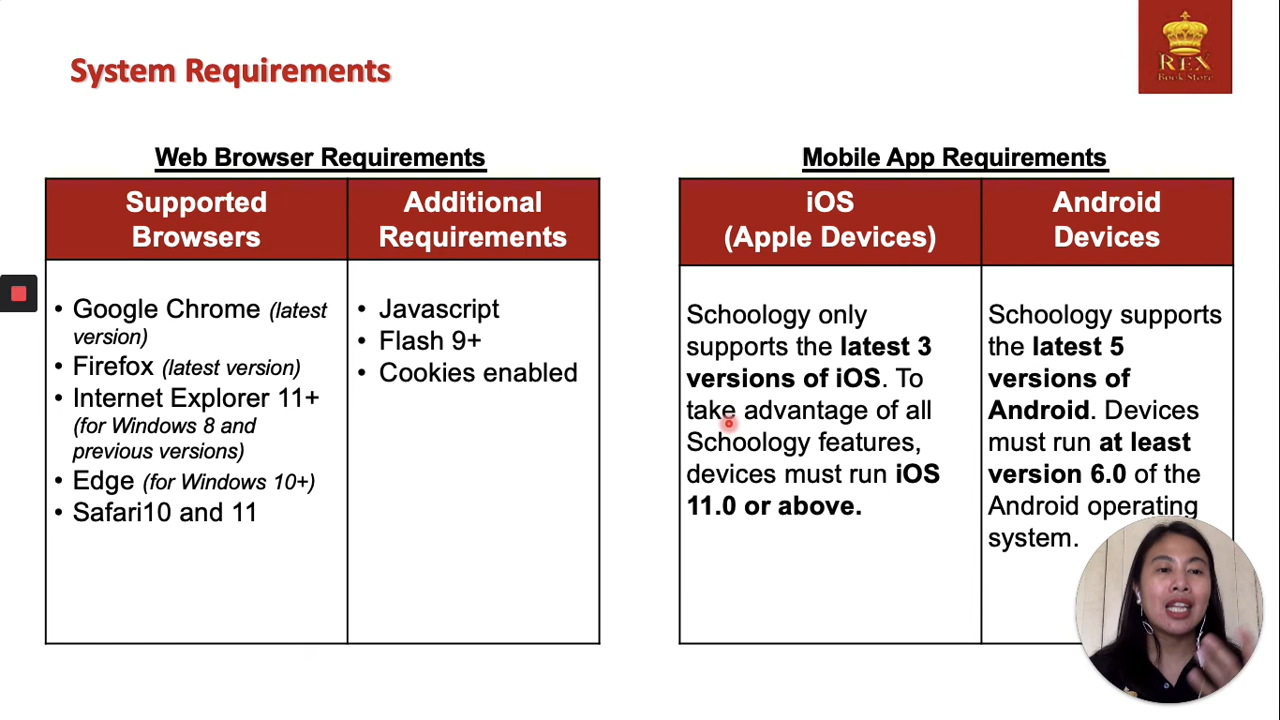 System Requirements
REX
Book Store
Web Browser Requirements
Supported
Browsers
Additional
Requirements
• Google Chrome (latest
version)
• Firefox (latest version)
• Internet Explorer 11+
(for Windows 8 and
previous versions)
• Edge (for Windows 10+)
• Safari10 and 11
• Javascript
• Flash 9+
• Cookies enabled
Mobile App Requirements
iOS
(Apple Devices)
Android
Devices
Schoology only
supports the latest 3
versions of iOS. To
take advantage of all
Schoology features,
devices must run iOS
11.0 or above.
Schoology supports
the latest 5
versions of
Android. Devices
must run at least
version 6.0 of the
Android operating
system.